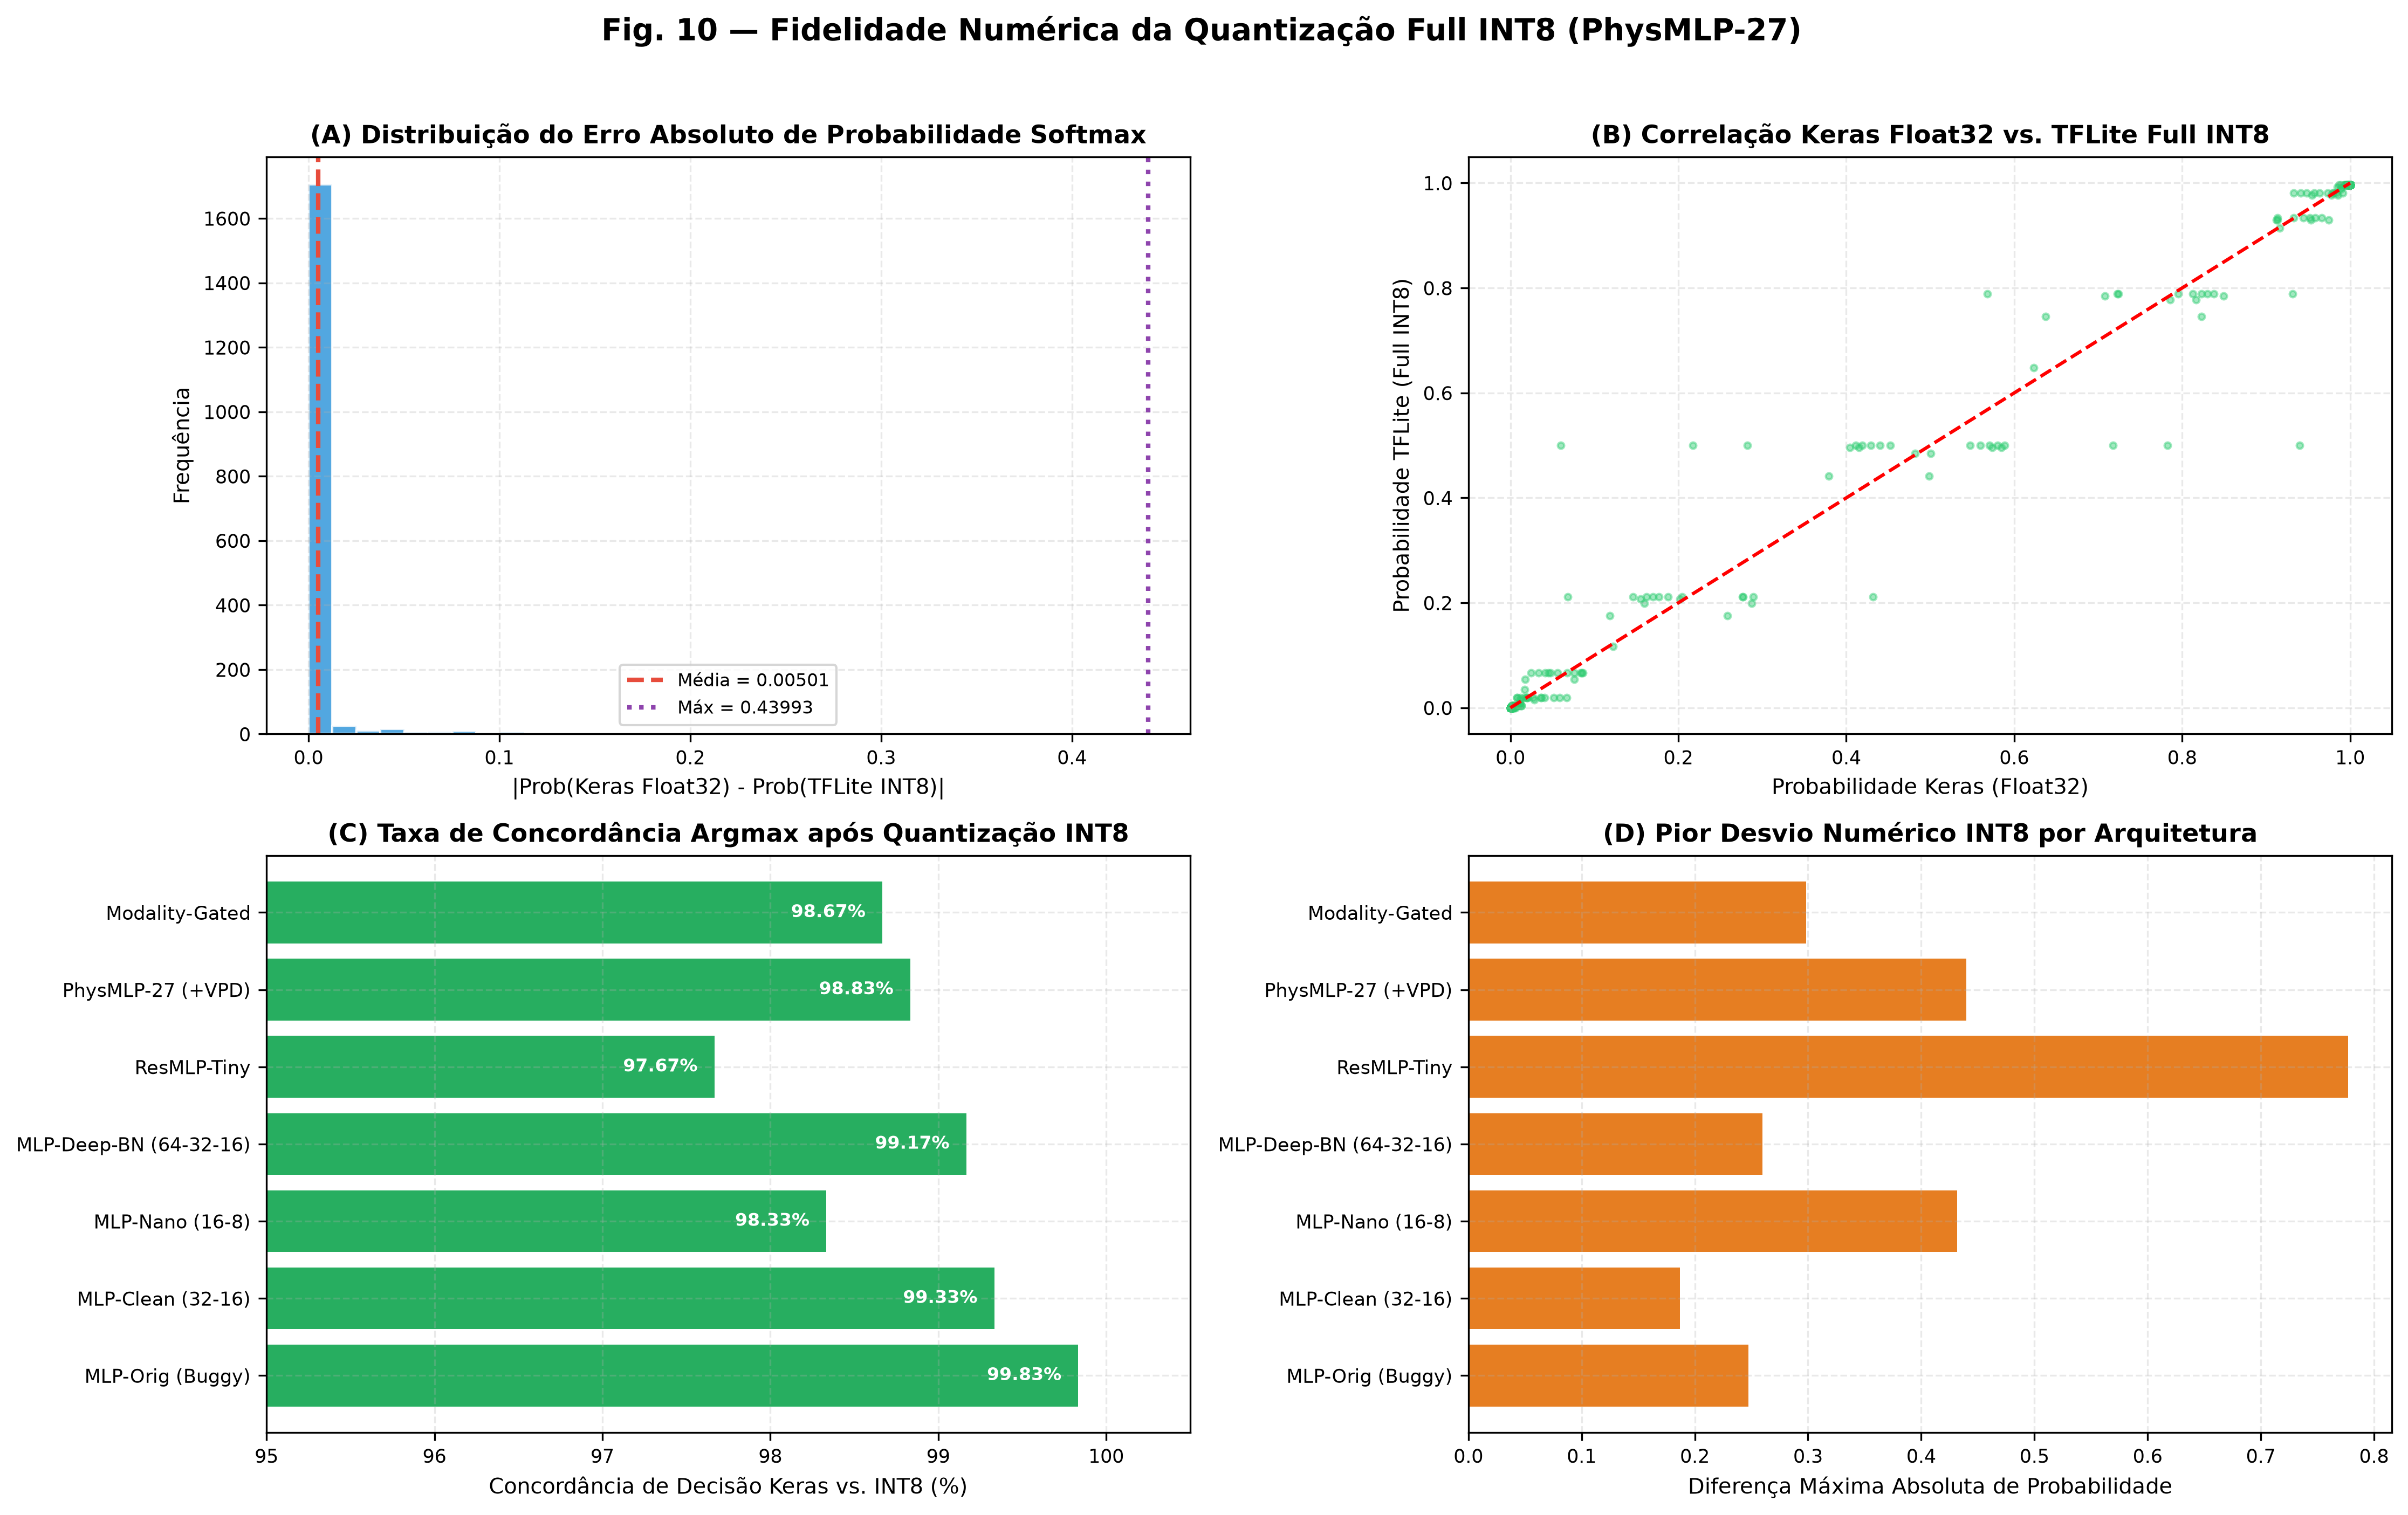 Fig. 10 — Fidelidade Numérica da Quantização Full INT8 (PhysMLP-27)
(A) Distribuição do Erro Absoluto de Probabilidade Softmax
Frequência
1600
1400
1200
1000
800
600
400
200
0
Média = 0.00501
Máx = 0.43993
0.0
0.1
0.2
0.3
0.4
|Prob(Keras Float32) - Prob(TFLite INT8)|
(B) Correlação Keras Float32 vs. TFLite Full INT8
Probabilidade TFLite (Full INT8)
1.0
0.8
0.6
0.4
0.2
0.0
0.0
0.2
0.4
0.6
0.8
1.0
Probabilidade Keras (Float32)
(C) Taxa de Concordância Argmax após Quantização INT8
Modality-Gated
98.67%
PhysMLP-27 (+VPD)
98.83%
ResMLP-Tiny
97.67%
MLP-Deep-BN (64-32-16)
99.17%
MLP-Nano (16-8)
98.33%
MLP-Clean (32-16)
99.33%
MLP-Orig (Buggy)
99.83%
95
96
97
98
99
100
Concordância de Decisão Keras vs. INT8 (%)
(D) Pior Desvio Numérico INT8 por Arquitetura
Modality-Gated
PhysMLP-27 (+VPD)
ResMLP-Tiny
MLP-Deep-BN (64-32-16)
MLP-Nano (16-8)
MLP-Clean (32-16)
MLP-Orig (Buggy)
0.0
0.1
0.2
0.3
0.4
0.5
0.6
0.7
0.8
Diferença Máxima Absoluta de Probabilidade